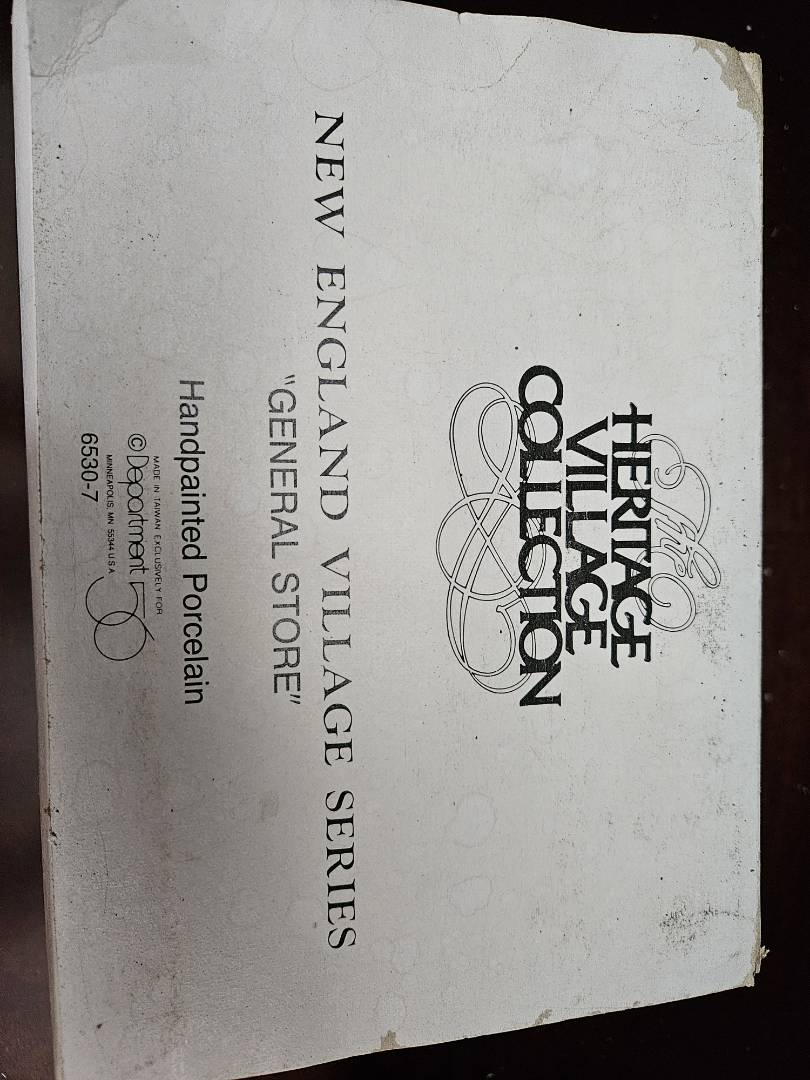 The
HERITAGE
VILLAGE
COLLECTION
NEW ENGLAND VILLAGE SERIES
"GENERAL STORE"
Handpainted Porcelain
MADE IN TAIWAN EXCLUSIVELY FOR
© Department 56
MINNEAPOLIS, MN 55344 U S A
6530-7